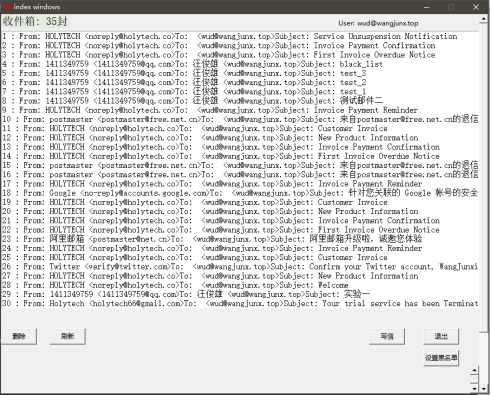 index windows
收件箱: 35封
User: wud@wangjunx.top
1 : From: HOLYTECH <noreply@holytech.co>To: <wud@wangjunx.top>Subject: Service Unsuspension Notification
2 : From: HOLYTECH <noreply@holytech.co>To: <wud@wangjunx.top>Subject: Invoice Payment Confirmation
3 : From: HOLYTECH <noreply@holytech.co>To: <wud@wangjunx.top>Subject: First Invoice Overdue Notice
4 : From: 1411349759 <1411349759@qq.com>To: 汪俊雄 <wud@wangjunx.top>Subject: black_list
5 : From: 1411349759 <1411349759@qq.com>To: 汪俊雄 <wud@wangjunx.top>Subject: test_3
6 : From: 1411349759 <1411349759@qq.com>To: 汪俊雄 <wud@wangjunx.top>Subject: test_2
7 : From: 1411349759 <1411349759@qq.com>To: 汪俊雄 <wud@wangjunx.top>Subject: test_1
8 : From: 1411349759 <1411349759@qq.com>To: 汪俊雄 <wud@wangjunx.top>Subject: 测试邮件二
9 : From: HOLYTECH <noreply@holytech.co>To: <wud@wangjunx.top>Subject: Invoice Payment Reminder
10 : From: postmaster <postmaster@free.net.cn>To: <wud@wangjunx.top>Subject: 来自postmaster@free.net.cn的退信
11 : From: HOLYTECH <noreply@holytech.co>To: <wud@wangjunx.top>Subject: Customer Invoice
12 : From: HOLYTECH <noreply@holytech.co>To: <wud@wangjunx.top>Subject: New Product Information
13 : From: HOLYTECH <noreply@holytech.co>To: <wud@wangjunx.top>Subject: Invoice Payment Confirmation
14 : From: HOLYTECH <noreply@holytech.co>To: <wud@wangjunx.top>Subject: First Invoice Overdue Notice
15 : From: postmaster <postmaster@free.net.cn>To: <wud@wangjunx.top>Subject: 来自postmaster@free.net.cn的退信
16 : From: postmaster <postmaster@free.net.cn>To: <wud@wangjunx.top>Subject: 来自postmaster@free.net.cn的退信
17 : From: HOLYTECH <noreply@holytech.co>To: <wud@wangjunx.top>Subject: Invoice Payment Reminder
18 : From: Google <no-reply@accounts.google.com>To: <wud@wangjunx.top>Subject: 针对您关联的 Google 帐号的安全
19 : From: HOLYTECH <noreply@holytech.co>To: <wud@wangjunx.top>Subject: Customer Invoice
20 : From: HOLYTECH <noreply@holytech.co>To: <wud@wangjunx.top>Subject: New Product Information
21 : From: HOLYTECH <noreply@holytech.co>To: <wud@wangjunx.top>Subject: Invoice Payment Confirmation
22 : From: HOLYTECH <noreply@holytech.co>To: <wud@wangjunx.top>Subject: First Invoice Overdue Notice
23 : From: 阿里邮箱 <postmaster@net.cn>To: <wud@wangjunx.top>Subject: 阿里邮箱升级啦，诚邀您体验
24 : From: HOLYTECH <noreply@holytech.co>To: <wud@wangjunx.top>Subject: Invoice Payment Reminder
25 : From: HOLYTECH <noreply@holytech.co>To: <wud@wangjunx.top>Subject: Customer Invoice
26 : From: Twitter <verify@twitter.com>To: <wud@wangjunx.top>Subject: Confirm your Twitter account, Wangjunxi
27 : From: HOLYTECH <noreply@holytech.co>To: <wud@wangjunx.top>Subject: New Product Information
28 : From: HOLYTECH <noreply@holytech.co>To: <wud@wangjunx.top>Subject: Welcome
29 : From: 1411349759 <1411349759@qq.com>To: 汪俊雄 <wud@wangjunx.top>Subject: 实验一
30 : From: Holytech <holytech66@gmail.com>To: <wud@wangjunx.top>Subject: Your trial service has been Terminat
删除 刷新 写信 退出
设置黑名单